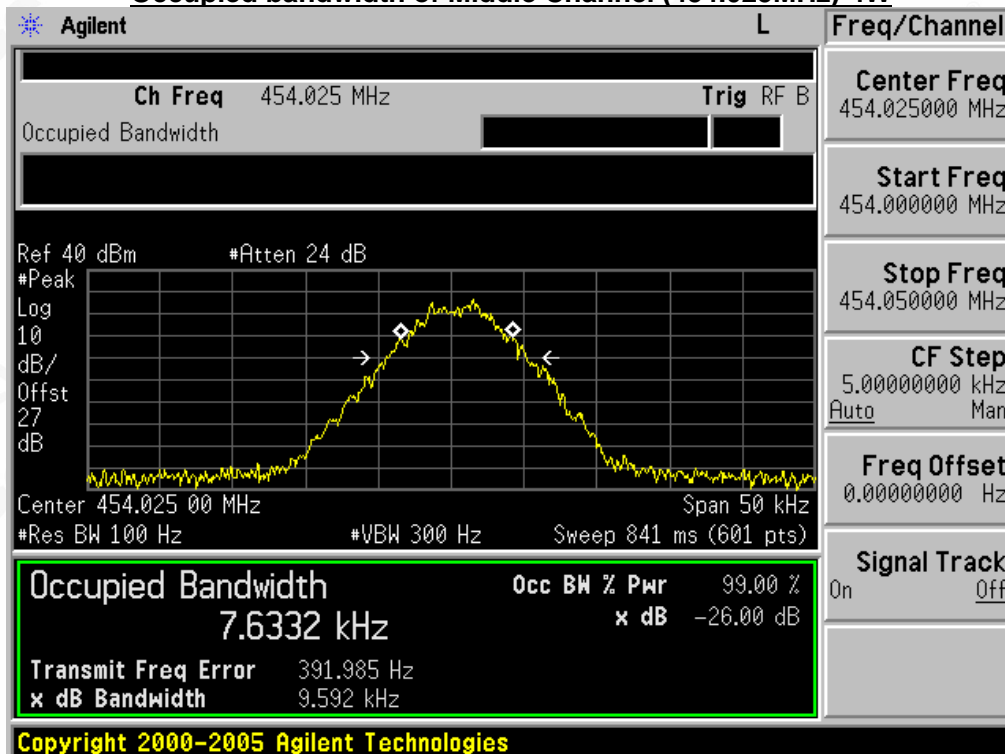 Agilent L Freq/Channel
Ch Freq 454.025 MHz Trig RF B
Occupied Bandwidth
Center Freq
454.025000 MHz
Start Freq
454.000000 MHz
Stop Freq
454.050000 MHz
CF Step
5.00000000 kHz
Auto Man
Freq Offset
0.00000000 Hz
Signal Track
On Off
Ref 40 dBm #Atten 24 dB
#Peak
Log
10
dB/
Offst
27
dB
Center 454.025 00 MHz Span 50 kHz
#Res BW 100 Hz #VBW 300 Hz Sweep 841 ms (601 pts)
Occupied Bandwidth Occ BW % Pwr 99.00 %
7.6332 kHz x dB -26.00 dB
Transmit Freq Error 391.985 Hz
x dB Bandwidth 9.592 kHz
Copyright 2000-2005 Agilent Technologies